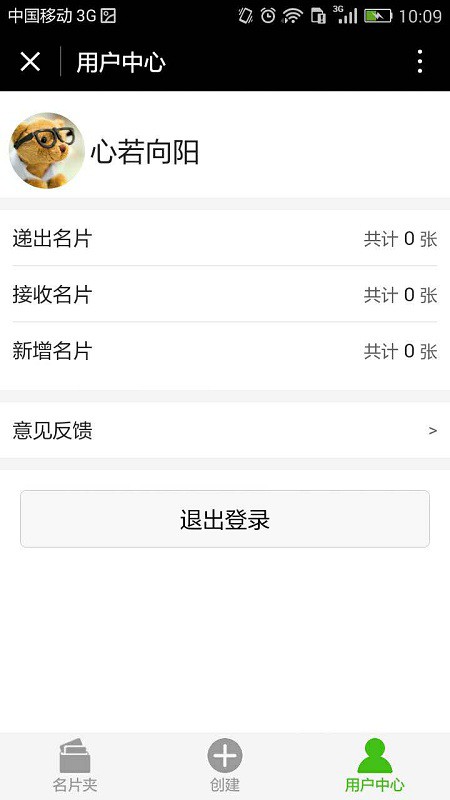 中国移动 3G 3G 10:09
用户中心
心若向阳
递出名片 共计 0 张
接收名片 共计 0 张
新增名片 共计 0 张
意见反馈 >
退出登录
名片夹 创建 用户中心